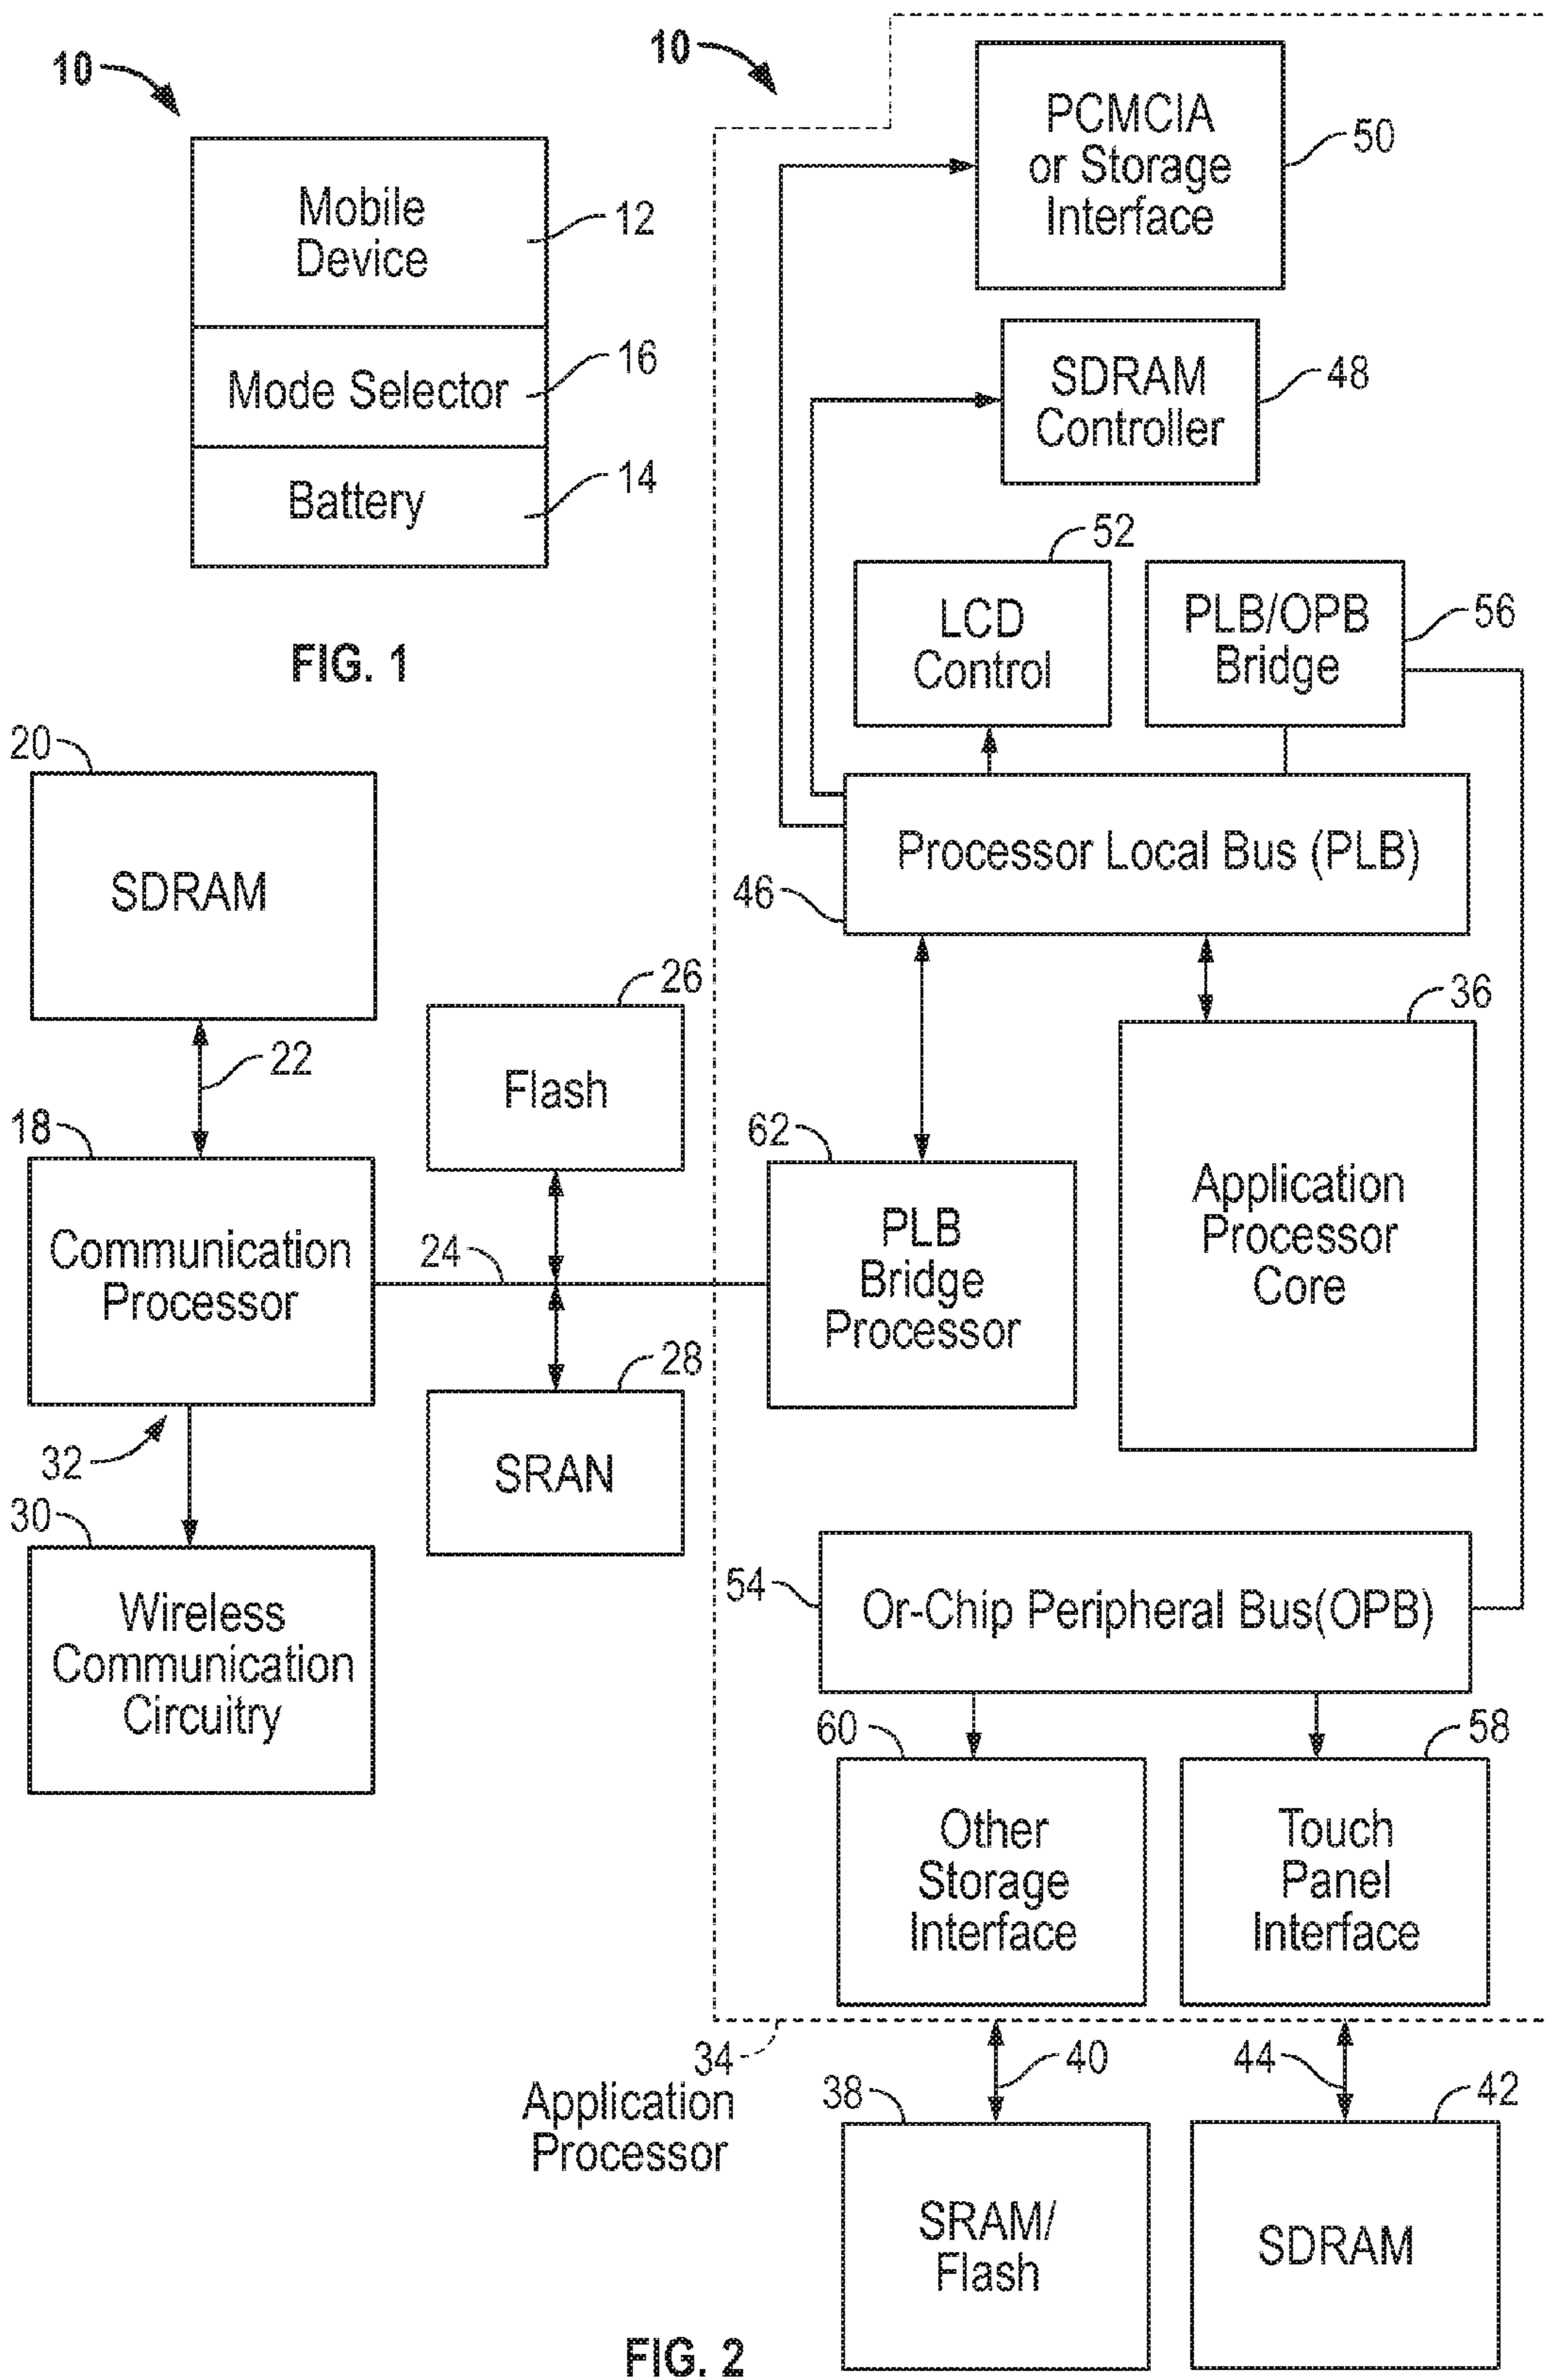 10
Mobile
Device
12
Mode Selector
16
Battery
14
FIG. 1
10
PCMCIA
or Storage
Interface
50
SDRAM
Controller
48
52
LCD
Control
PLB/OPB
Bridge
56
Processor Local Bus (PLB)
46
20
SDRAM
22
26
Flash
18
Communication
Processor
24
62
PLB
Bridge
Processor
36
Application
Processor
Core
32
28
SRAN
30
Wireless
Communication
Circuitry
54
Or-Chip Peripheral Bus(OPB)
60
Other
Storage
Interface
58
Touch
Panel
Interface
34
Application
Processor
40
44
38
SRAM/
Flash
42
SDRAM
FIG. 2